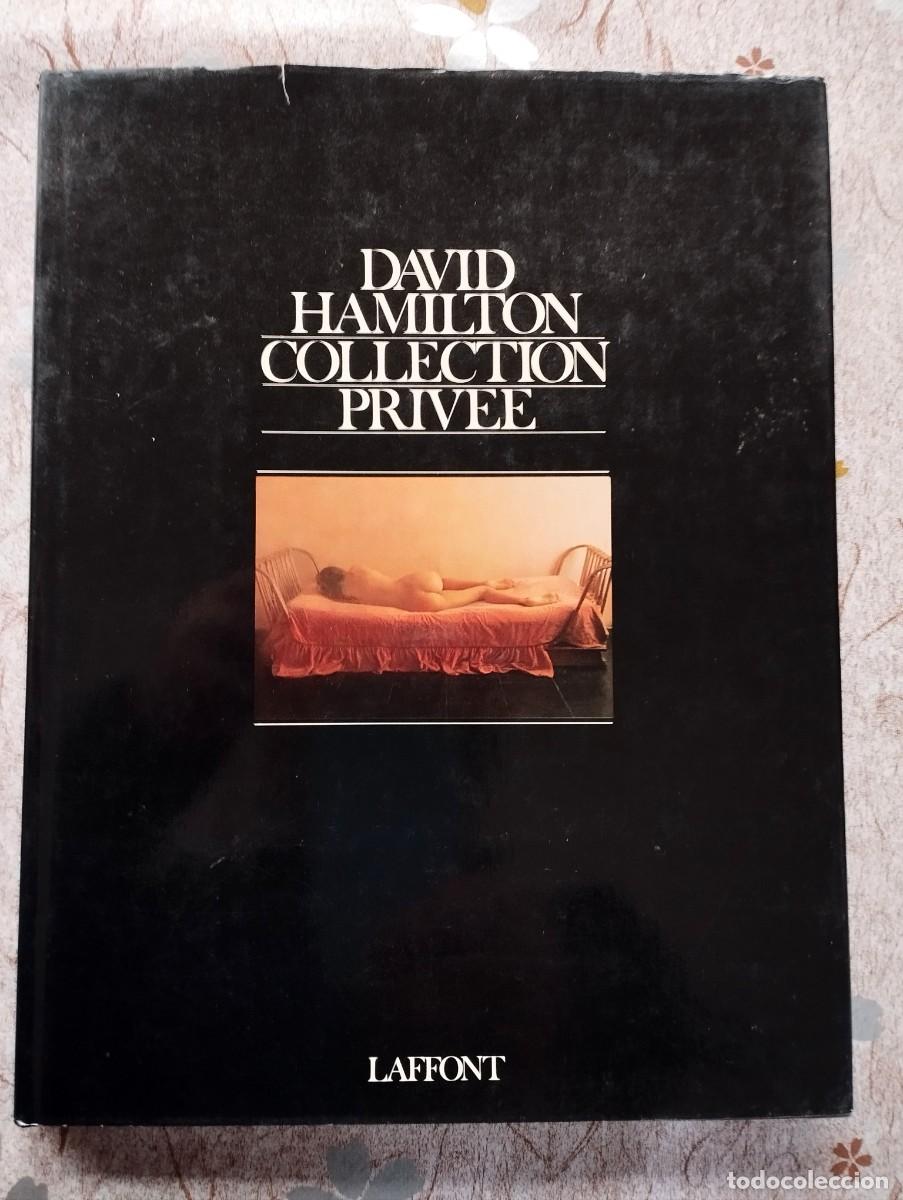 DAVID
HAMILTON
COLLECTION
PRIVEE
LAFFONT
todocoleccion